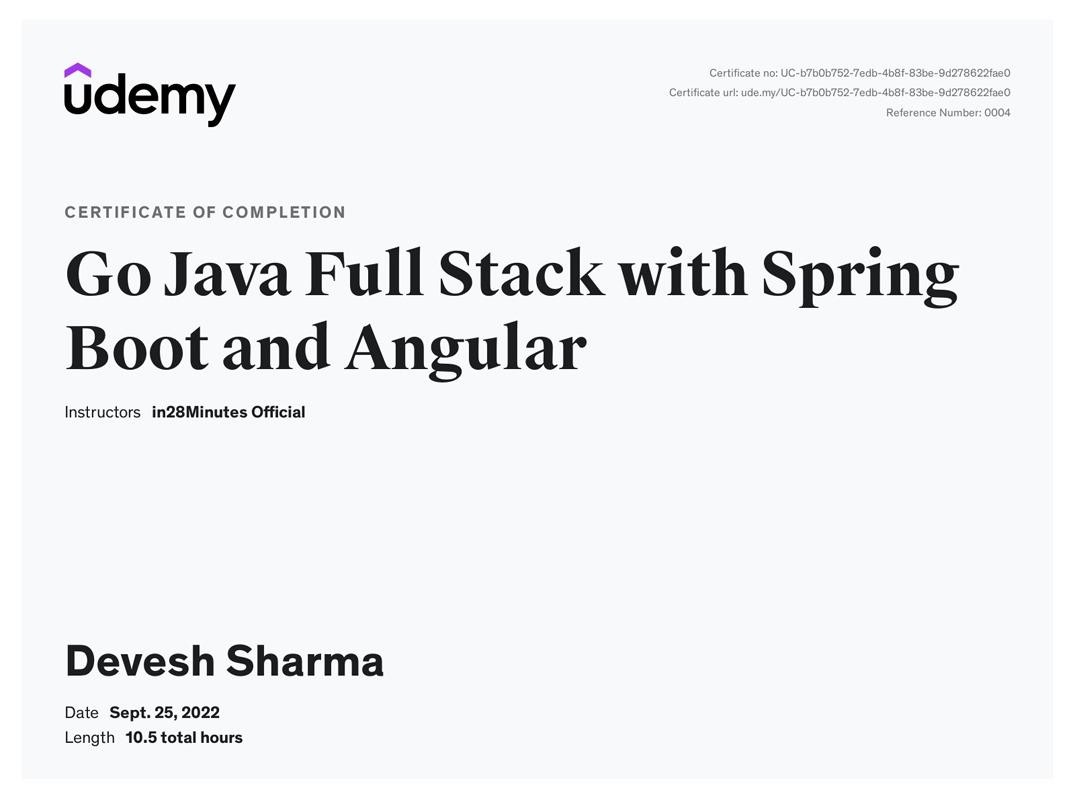 udemy
Certificate no: UC-b7b0b752-7edb-4b8f-83be-9d278622fae0
Certificate url: ude.my/UC-b7b0b752-7edb-4b8f-83be-9d278622fae0
Reference Number: 0004
CERTIFICATE OF COMPLETION
Go Java Full Stack with Spring
Boot and Angular
Instructors in28Minutes Official
Devesh Sharma
Date Sept. 25, 2022
Length 10.5 total hours